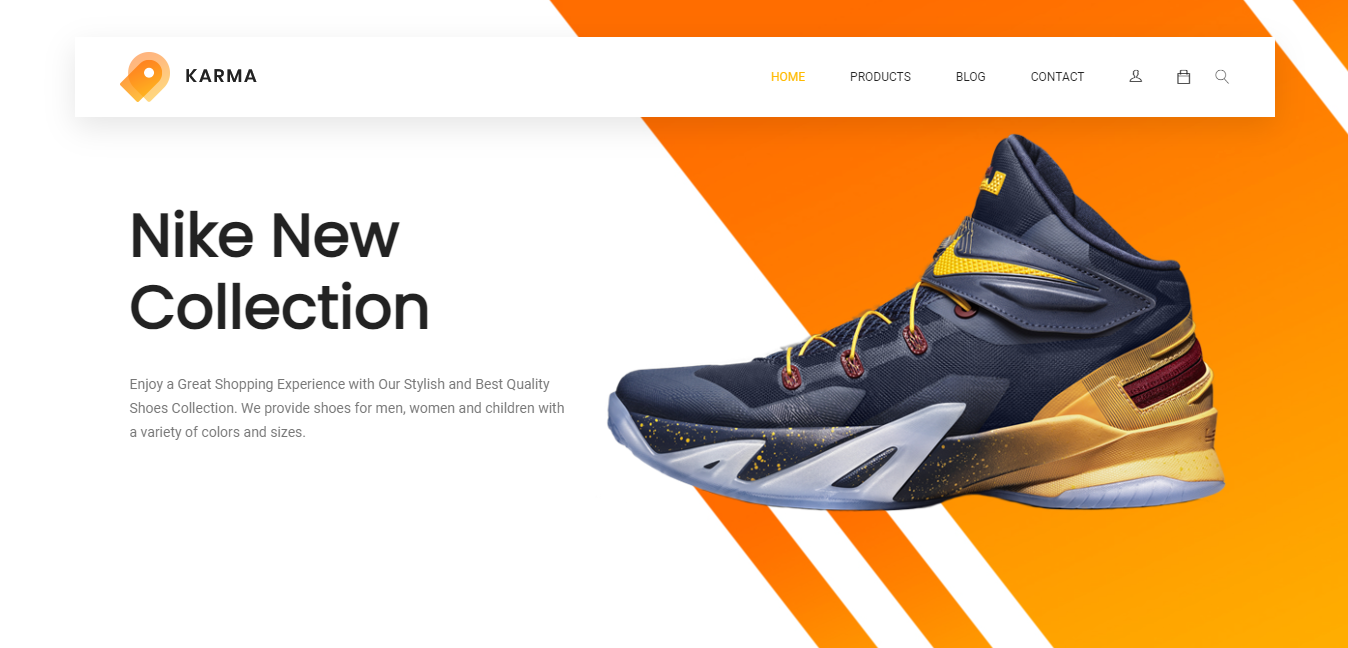 KARMA
HOME PRODUCTS BLOG CONTACT
Nike New
Collection
Enjoy a Great Shopping Experience with Our Stylish and Best Quality
Shoes Collection. We provide shoes for men, women and children with
a variety of colors and sizes.